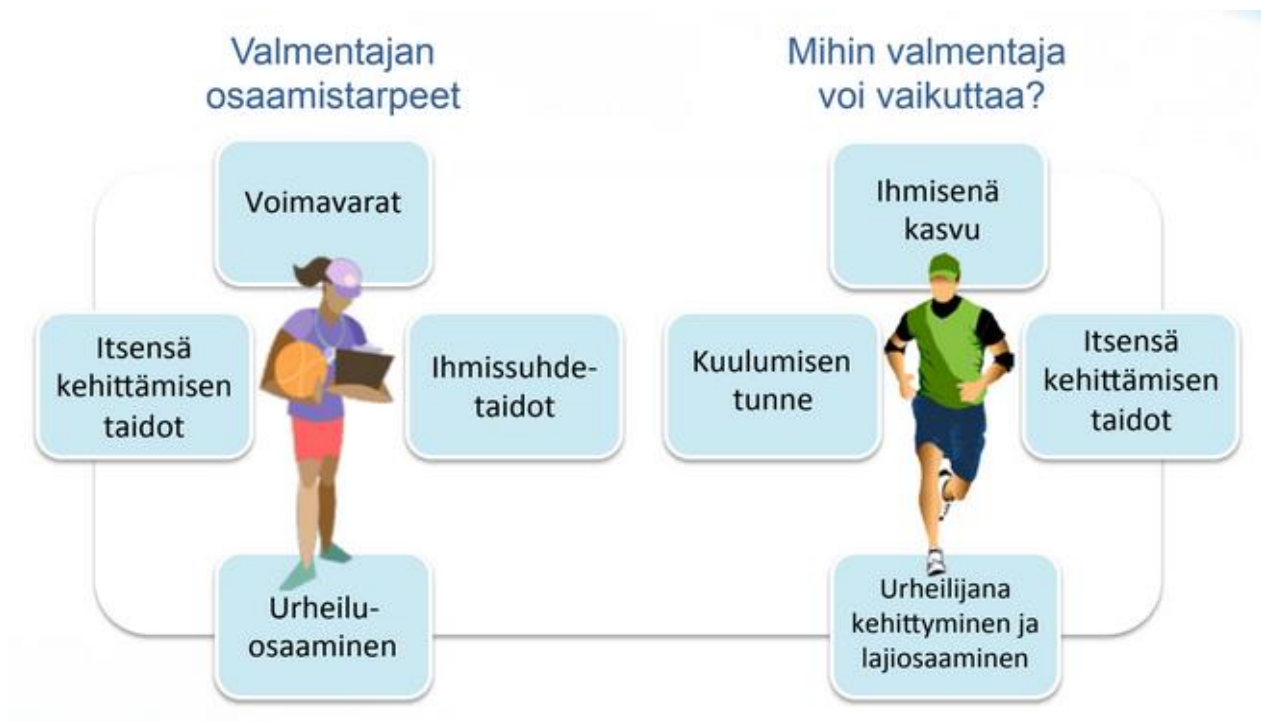 Valmentajan
osaamistarpeet
Mihin valmentaja
voi vaikuttaa?
Voimavarat
Itsensä
kehittämisen
taidot
Ihmissuhde-
taidot
Urheilu-
osaaminen
Ihmisenä
kasvu
Kuulumisen
tunne
Itsensä
kehittämisen
taidot
Urheilijana
kehittyminen ja
lajiosaaminen